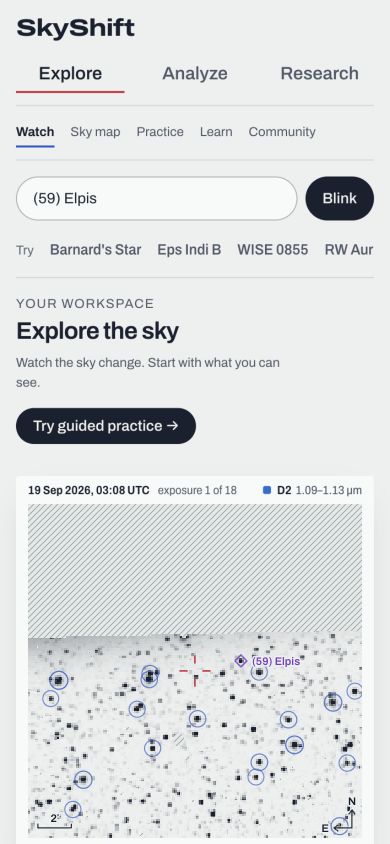 SkyShift
Explore Analyze Research
Watch Sky map Practice Learn Community
(59) Elpis Blink
Try Barnard's Star Eps Indi B WISE 0855 RW Aur
YOUR WORKSPACE
Explore the sky
Watch the sky change. Start with what you can
see.
Try guided practice →
19 Sep 2026, 03:08 UTC exposure 1 of 18 D2 1.09–1.13 µm
(59) Elpis
N
2′
E